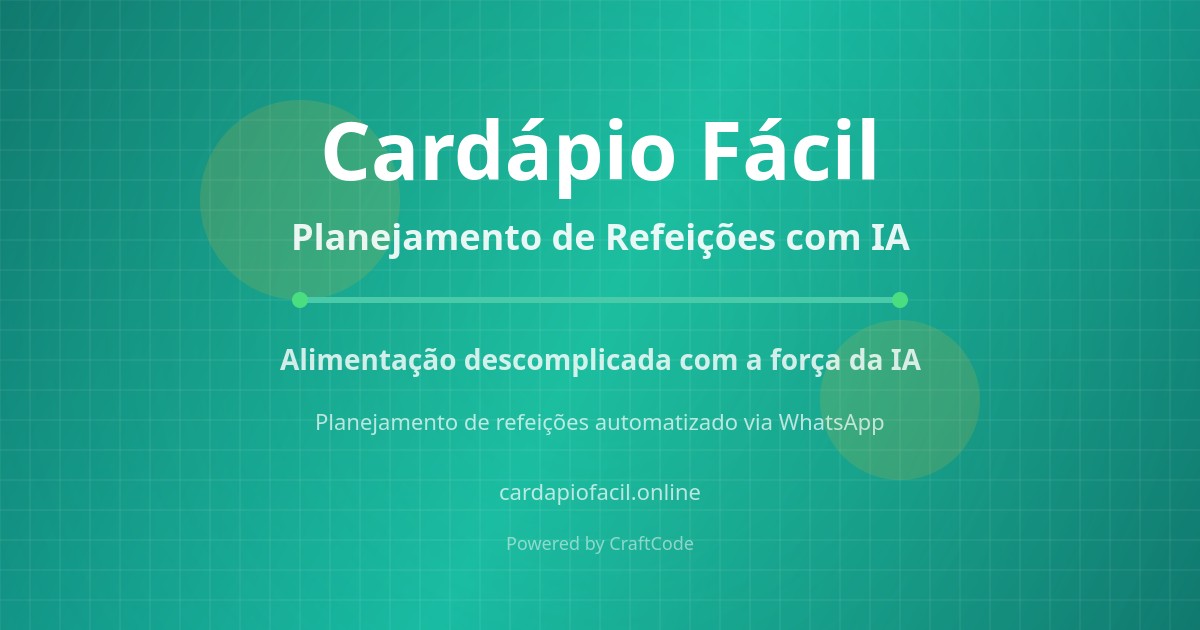 Cardápio Fácil
Planejamento de Refeições com IA
Alimentação descomplicada com a força da IA
Planejamento de refeições automatizado via WhatsApp
cardapiofacil.online
Powered by CraftCode